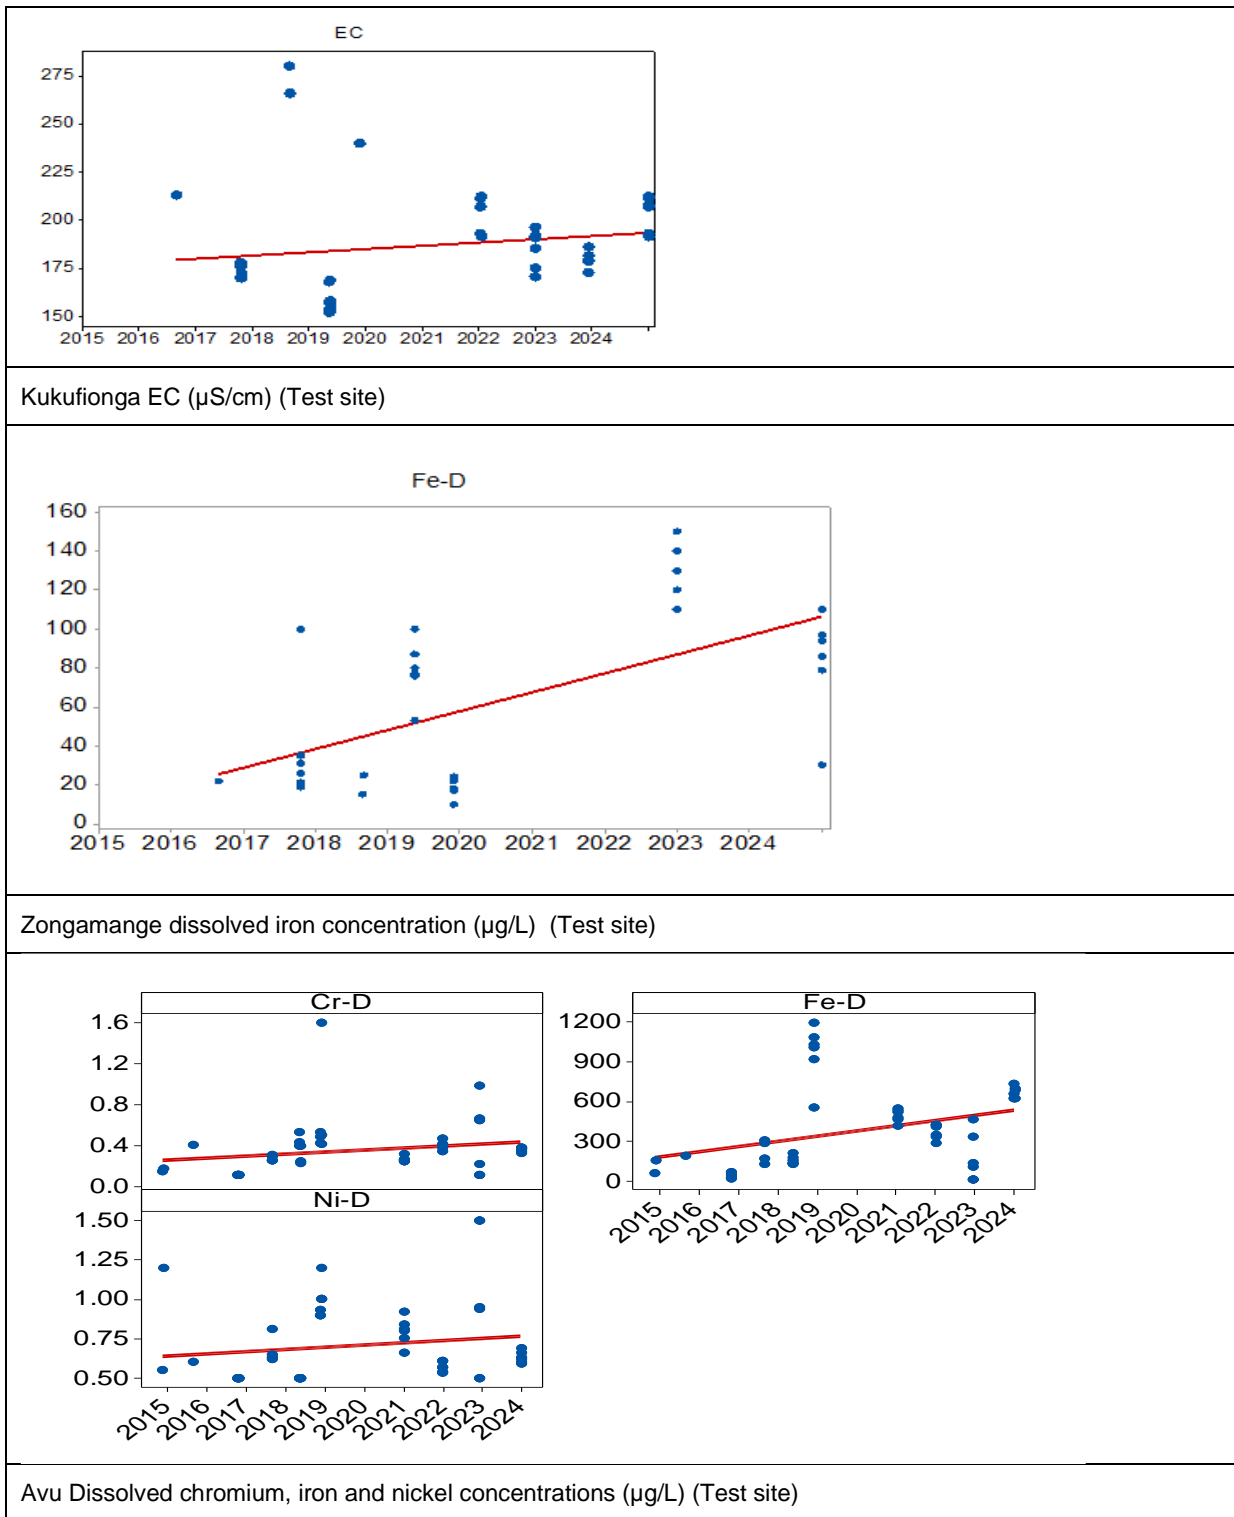 EC
275
250
225
200
175
150
2015 2016 2017 2018 2019 2020 2021 2022 2023 2024
Kukufionga EC (µS/cm) (Test site)
Fe-D
160
140
120
100
80
60
40
20
0
2015 2016 2017 2018 2019 2020 2021 2022 2023 2024
Zongamange dissolved iron concentration (µg/L) (Test site)
Cr-D
1.6
1.2
0.8
0.4
0.0
Ni-D
1.50
1.25
1.00
0.75
0.50
2015 2016 2017 2018 2019 2020 2021 2022 2023 2024
Fe-D
1200
900
600
300
0
2015 2016 2017 2018 2019 2020 2021 2022 2023 2024
Avu Dissolved chromium, iron and nickel concentrations (µg/L) (Test site)